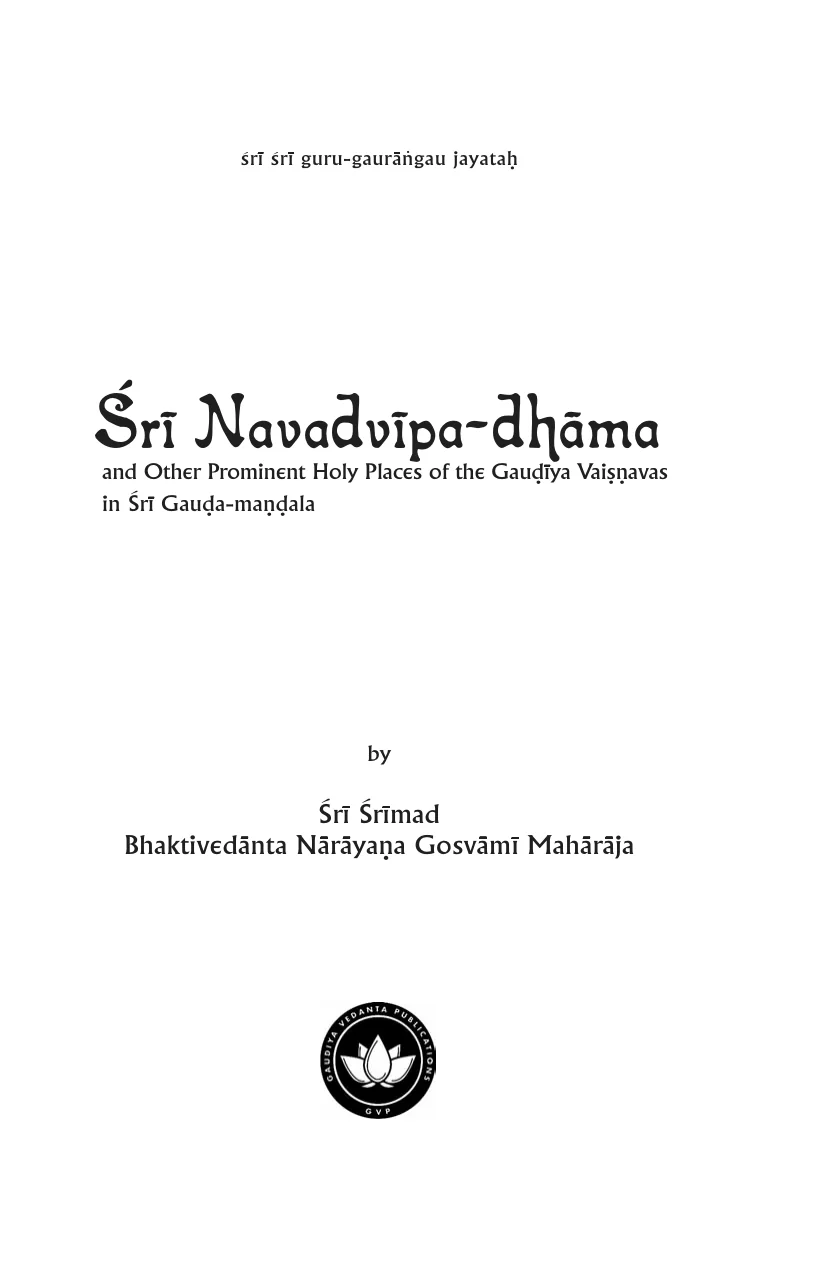 śrī śrī guru-gaurāṅgau jayataḥ
Śrī Navadvīpa-dhāma
and Other Prominent Holy Places of the Gauḍīya Vaiṣṇavas
in Śrī Gauḍa-maṇḍala
by
Śrī Śrīmad
Bhaktivedānta Nārāyaṇa Gosvāmī Mahārāja
GAUDIYA VEDANTA PUBLICATIONS
GVP